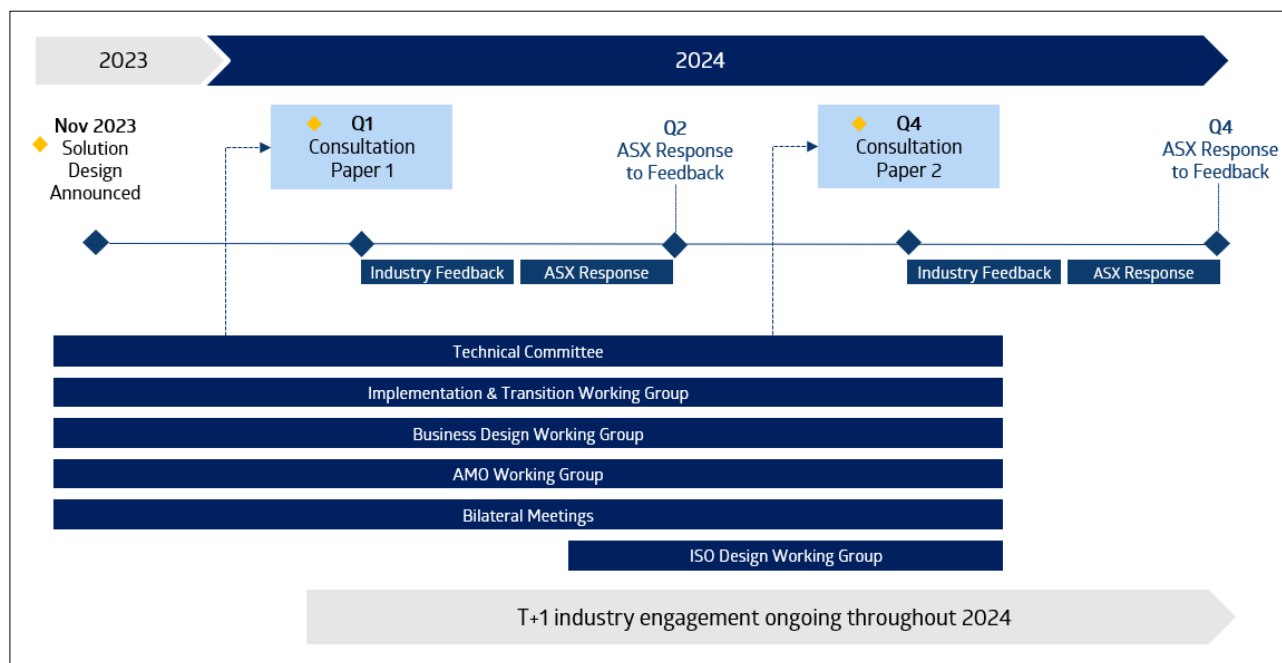 2023
2024
Nov 2023
Solution
Design
Announced
Q1
Consultation
Paper 1
Q2
ASX Response
to Feedback
Q4
Consultation
Paper 2
Q4
ASX Response
to Feedback
Industry Feedback
ASX Response
Industry Feedback
ASX Response
Technical Committee
Implementation & Transition Working Group
Business Design Working Group
AMO Working Group
Bilateral Meetings
ISO Design Working Group
T+1 industry engagement ongoing throughout 2024